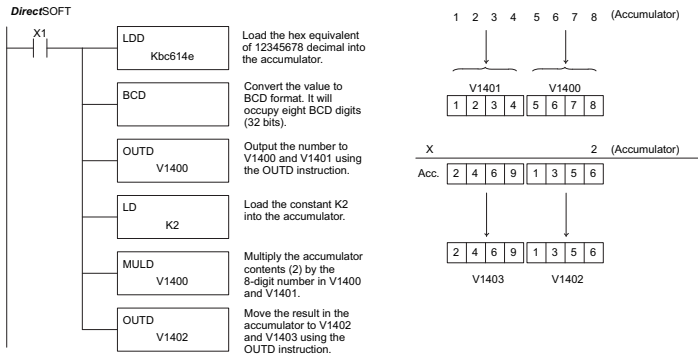 DirectSOFT
X1
LDD
Kbc614e
Load the hex equivalent
of 12345678 decimal into
the accumulator.
BCD
Convert the value to
BCD format. It will
occupy eight BCD digits
(32 bits).
OUTD
V1400
Output the number to
V1400 and V1401 using
the OUTD instruction.
LD
K2
Load the constant K2
into the accumulator.
MULD
V1400
Multiply the accumulator
contents (2) by the
8-digit number in V1400
and V1401.
OUTD
V1402
Move the result in the
accumulator to V1402
and V1403 using the
OUTD instruction.
1 2 3 4 5 6 7 8 (Accumulator)
V1401 V1400
1 2 3 4 5 6 7 8
X 2 (Accumulator)
Acc. 2 4 6 9 1 3 5 6
2 4 6 9 1 3 5 6
V1403 V1402